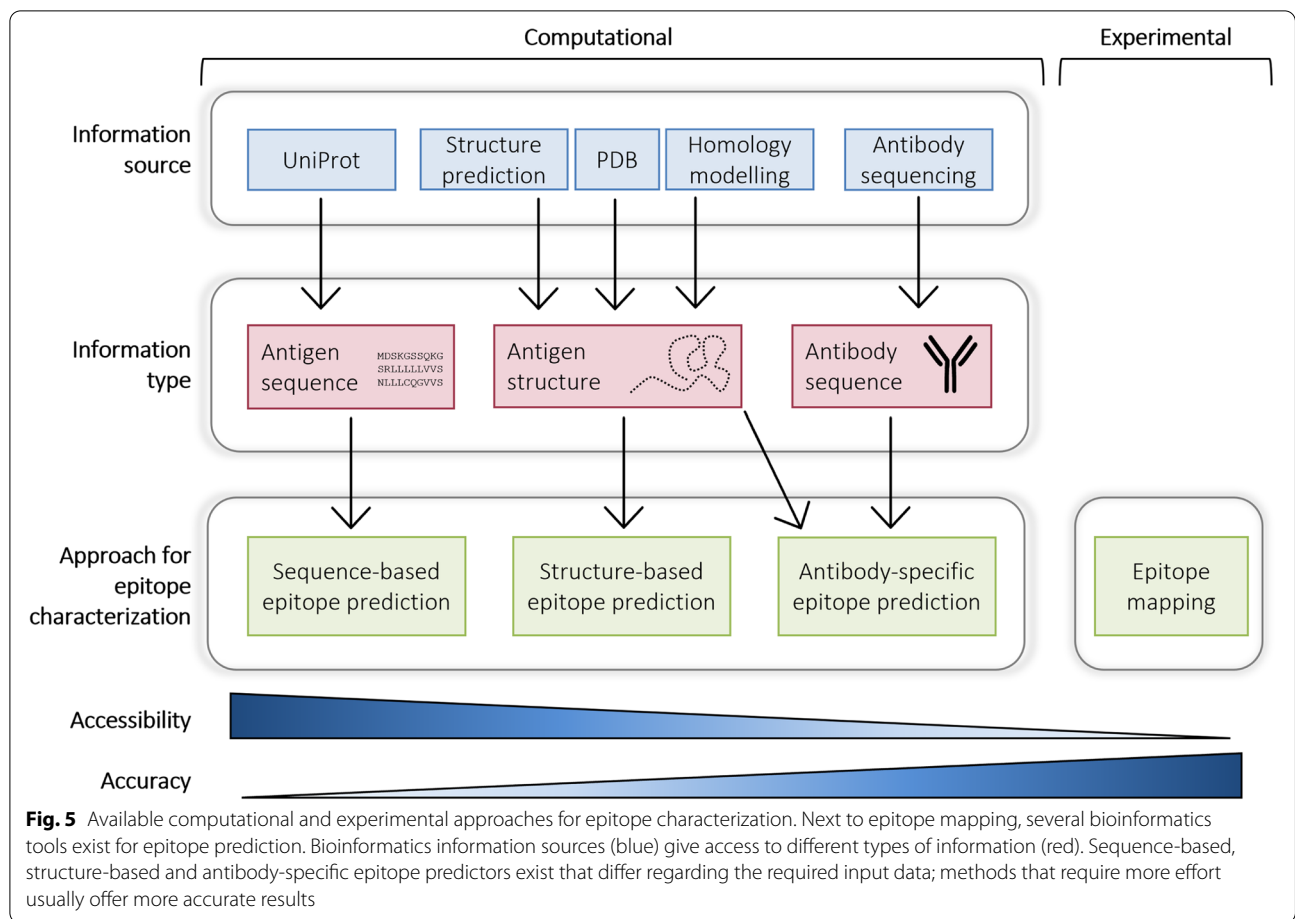 Computational
Experimental
Information
source
UniProt
Structure
prediction
PDB
Homology
modelling
Antibody
sequencing
Information
type
Antigen
sequence
MDSKGSSQKG
SRLLLLLVVS
NLLLCQGVVS
Antigen
structure
Antibody
sequence
Approach for
epitope
characterization
Sequence-based
epitope prediction
Structure-based
epitope prediction
Antibody-specific
epitope prediction
Epitope
mapping
Accessibility
Accuracy
Fig. 5 Available computational and experimental approaches for epitope characterization. Next to epitope mapping, several bioinformatics
tools exist for epitope prediction. Bioinformatics information sources (blue) give access to different types of information (red). Sequence-based,
structure-based and antibody-specific epitope predictors exist that differ regarding the required input data; methods that require more effort
usually offer more accurate results